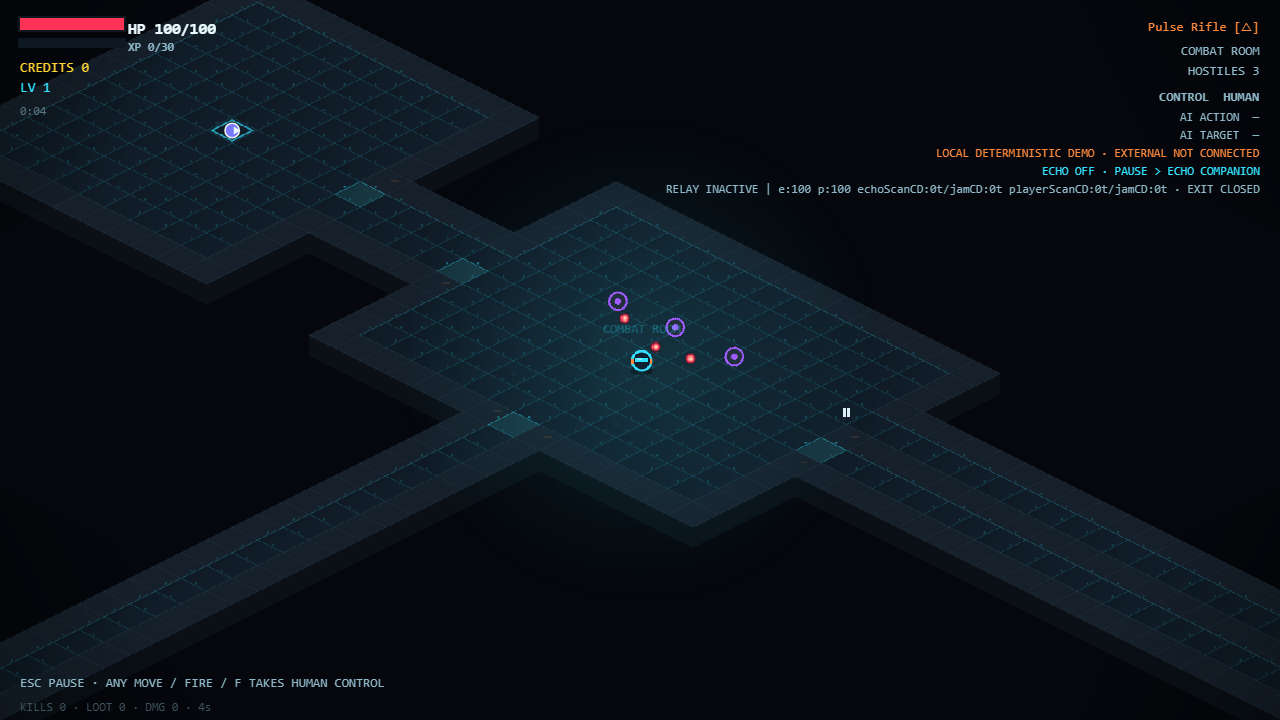 HP 100/100
XP 0/30
CREDITS 0
LV 1
0:04
Pulse Rifle [△]
COMBAT ROOM
HOSTILES 3
CONTROL HUMAN
AI ACTION —
AI TARGET —
LOCAL DETERMINISTIC DEMO · EXTERNAL NOT CONNECTED
ECHO OFF · PAUSE > ECHO COMPANION
RELAY INACTIVE | e:100 p:100 echoScanCD:0t/jamCD:0t playerScanCD:0t/jamCD:0t · EXIT CLOSED
COMBAT RO
ESC PAUSE · ANY MOVE / FIRE / F TAKES HUMAN CONTROL
KILLS 0 · LOOT 0 · DMG 0 · 4s